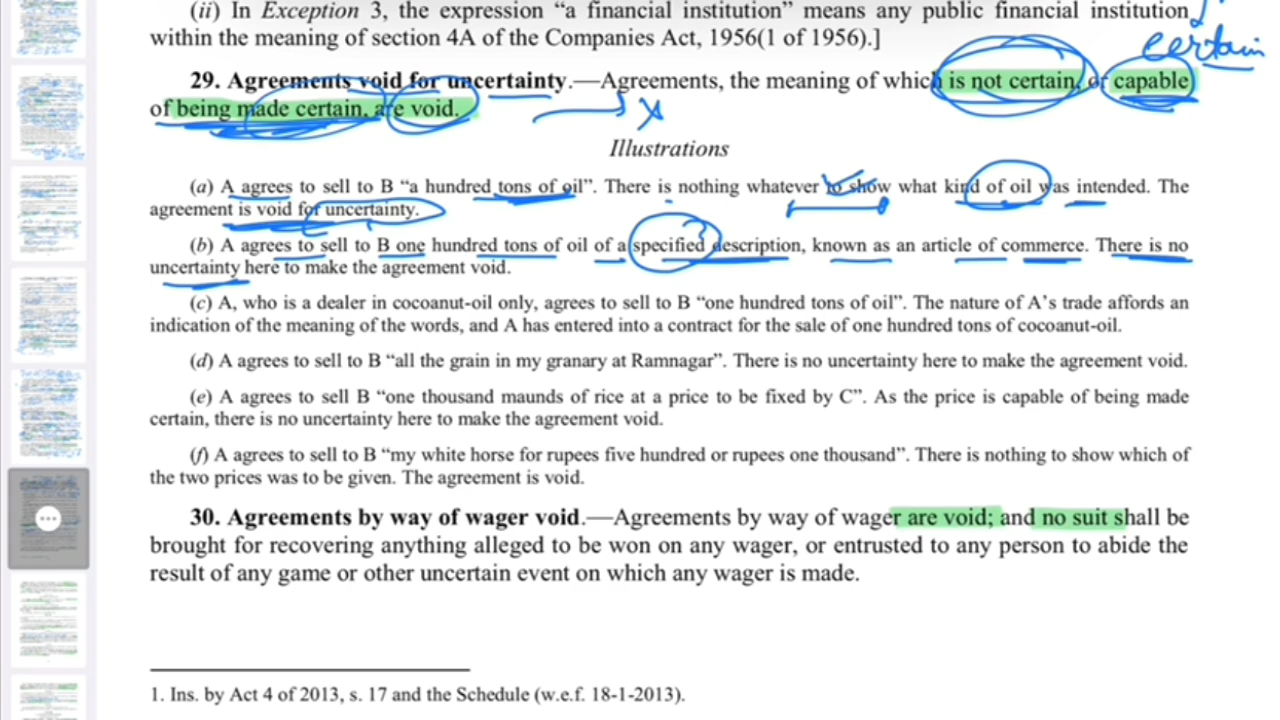 (ii) In Exception 3, the expression “a financial institution” means any public financial institution
within the meaning of section 4A of the Companies Act, 1956(1 of 1956).]
certain
29. Agreements void for uncertainty.—Agreements, the meaning of which is not certain, or capable
of being made certain, are void.
x
Illustrations
(a) A agrees to sell to B “a hundred tons of oil”. There is nothing whatever to show what kind of oil was intended. The
agreement is void for uncertainty.
(b) A agrees to sell to B one hundred tons of oil of a specified description, known as an article of commerce. There is no
uncertainty here to make the agreement void.
(c) A, who is a dealer in cocoanut-oil only, agrees to sell to B “one hundred tons of oil”. The nature of A’s trade affords an
indication of the meaning of the words, and A has entered into a contract for the sale of one hundred tons of cocoanut-oil.
(d) A agrees to sell to B “all the grain in my granary at Ramnagar”. There is no uncertainty here to make the agreement void.
(e) A agrees to sell B “one thousand maunds of rice at a price to be fixed by C”. As the price is capable of being made
certain, there is no uncertainty here to make the agreement void.
(f) A agrees to sell to B “my white horse for rupees five hundred or rupees one thousand”. There is nothing to show which of
the two prices was to be given. The agreement is void.
30. Agreements by way of wager void.—Agreements by way of wager are void; and no suit shall be
brought for recovering anything alleged to be won on any wager, or entrusted to any person to abide the
result of any game or other uncertain event on which any wager is made.
1. Ins. by Act 4 of 2013, s. 17 and the Schedule (w.e.f. 18-1-2013).